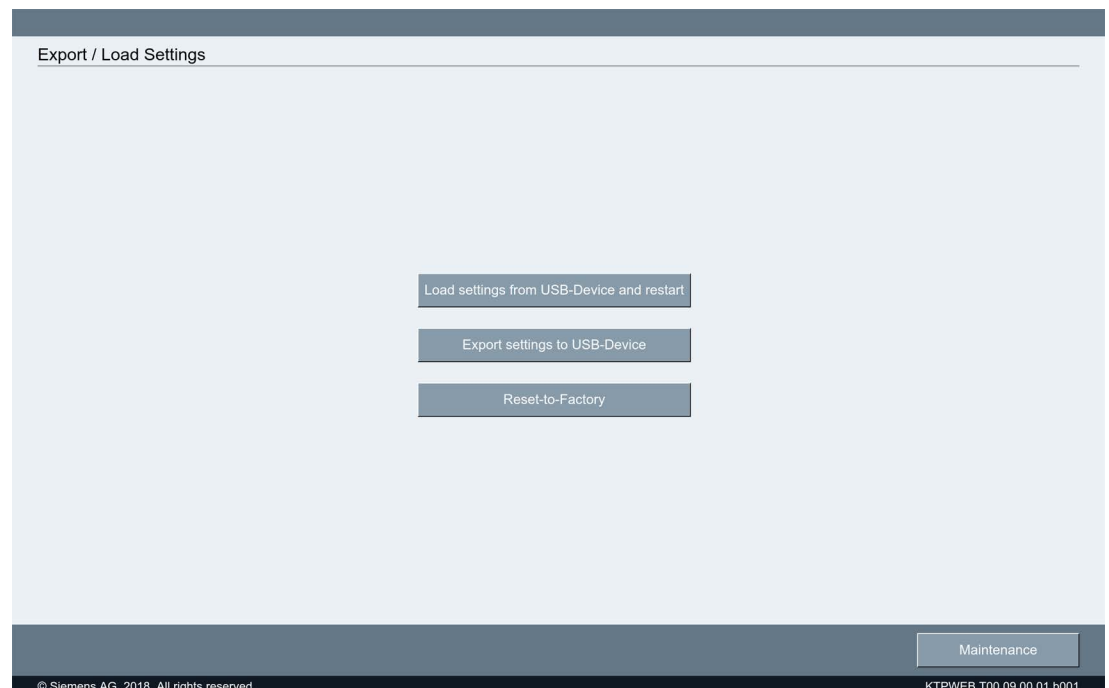 Export / Load Settings
Load settings from USB-Device and restart
Export settings to USB-Device
Reset-to-Factory
Maintenance
© Siemens AG, 2018. All rights reserved
KTPWEB T00.09.00.01.b001